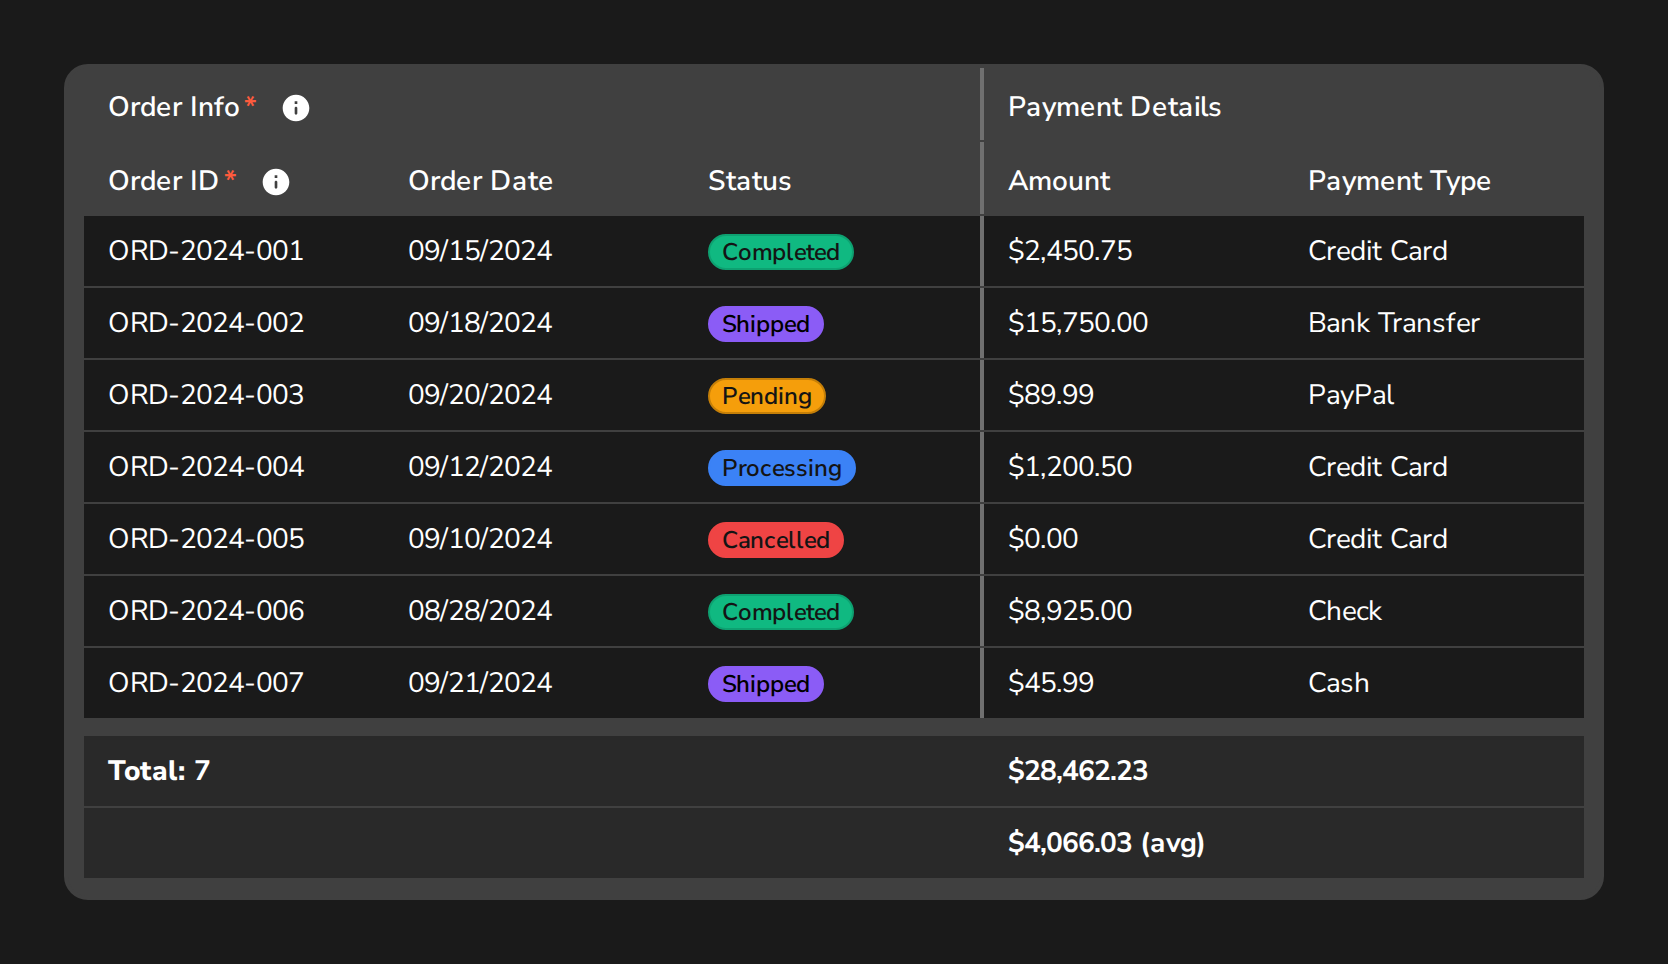 Order Info * Payment Details
Order ID * Order Date Status Amount Payment Type
ORD-2024-001 09/15/2024 Completed $2,450.75 Credit Card
ORD-2024-002 09/18/2024 Shipped $15,750.00 Bank Transfer
ORD-2024-003 09/20/2024 Pending $89.99 PayPal
ORD-2024-004 09/12/2024 Processing $1,200.50 Credit Card
ORD-2024-005 09/10/2024 Cancelled $0.00 Credit Card
ORD-2024-006 08/28/2024 Completed $8,925.00 Check
ORD-2024-007 09/21/2024 Shipped $45.99 Cash
Total: 7 $28,462.23
$4,066.03 (avg)